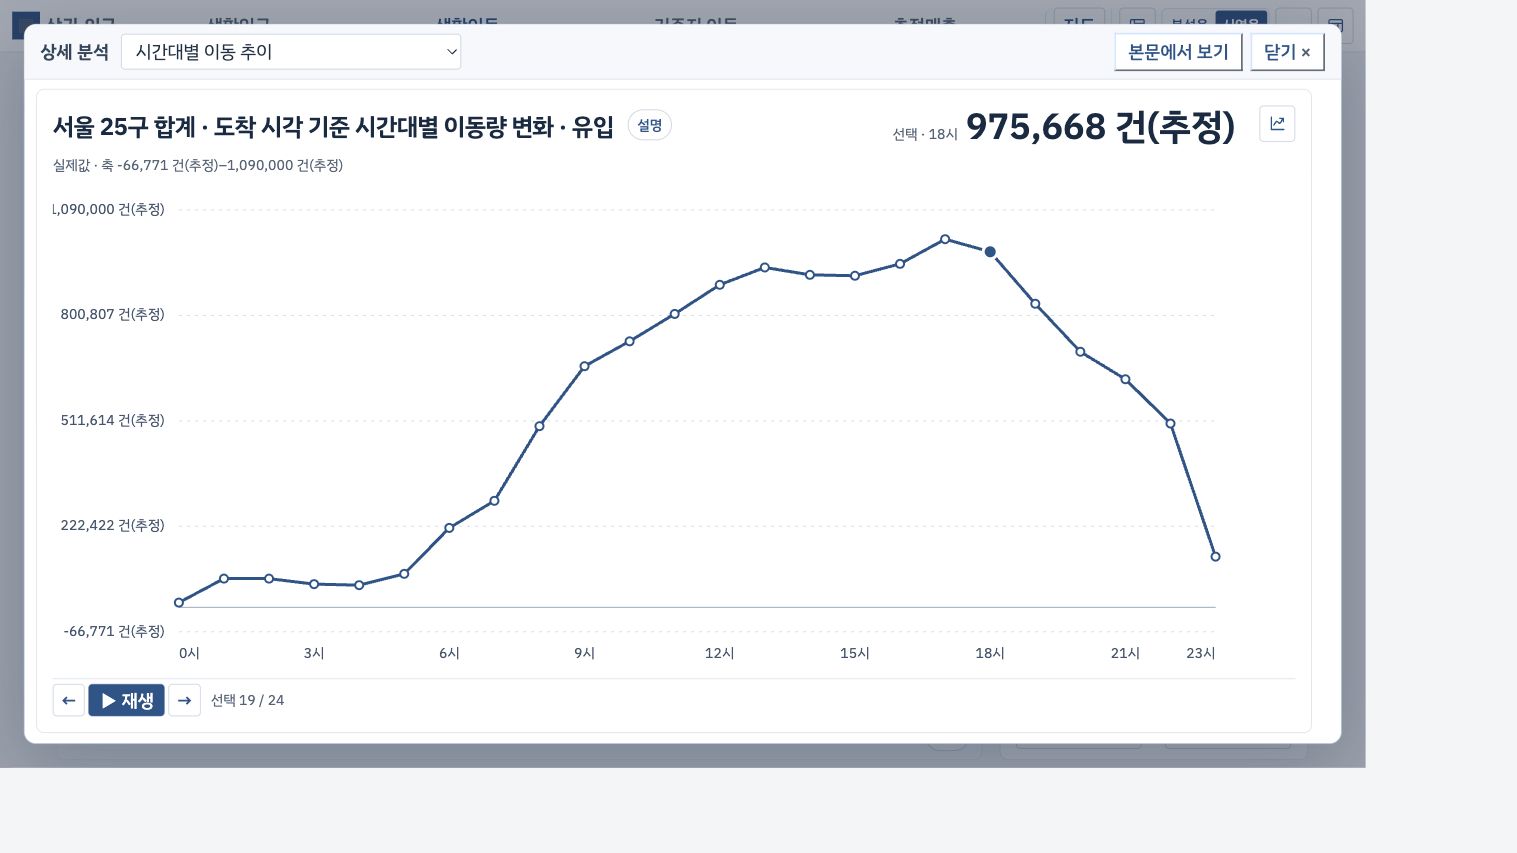 상세 분석
시간대별 이동 추이
본문에서 보기
닫기 ×
서울 25구 합계 · 도착 시각 기준 시간대별 이동량 변화 · 유입
설명
선택 · 18시 975,668 건(추정)
실제값 · 축 -66,771 건(추정)–1,090,000 건(추정)
1,090,000 건(추정)
800,807 건(추정)
511,614 건(추정)
222,422 건(추정)
-66,771 건(추정)
0시 3시 6시 9시 12시 15시 18시 21시 23시
← ▶ 재생 → 선택 19 / 24